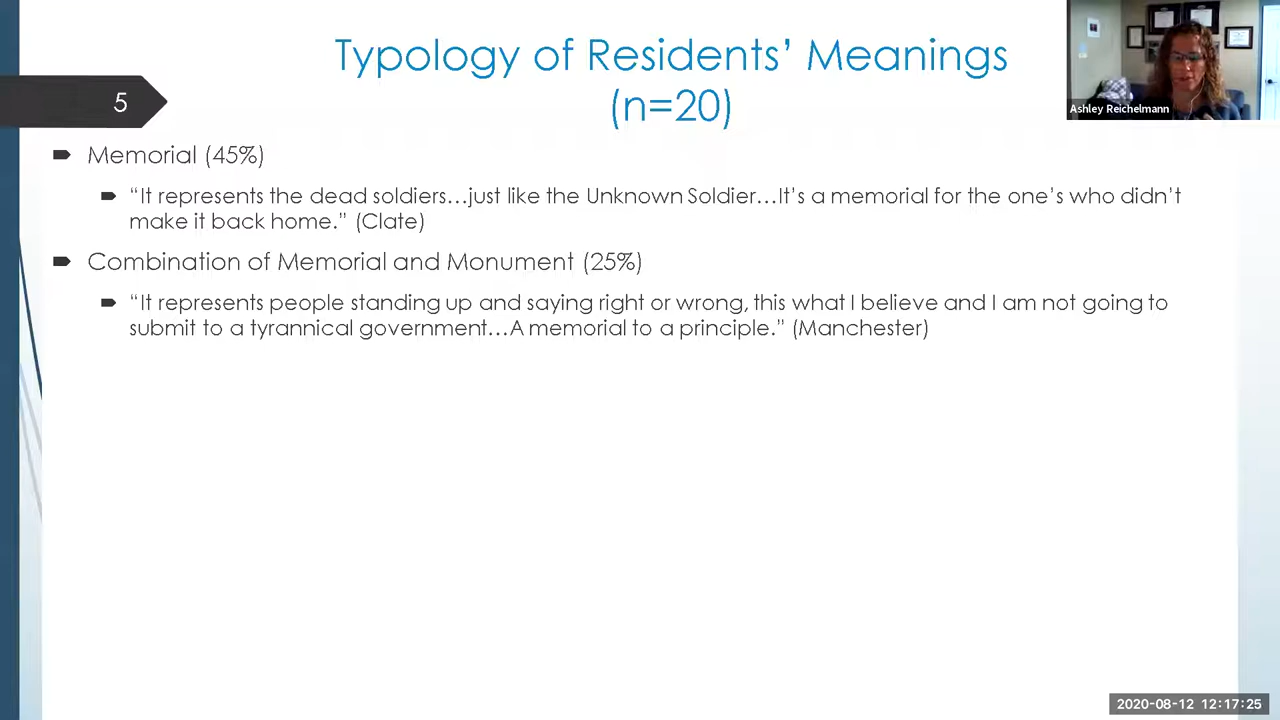 Typology of Residents’ Meanings
(n=20)
5
Ashley Reichelmann
Memorial (45%)
“It represents the dead soldiers…just like the Unknown Soldier…It’s a memorial for the one’s who didn’t
make it back home.” (Clate)
Combination of Memorial and Monument (25%)
“It represents people standing up and saying right or wrong, this what I believe and I am not going to
submit to a tyrannical government…A memorial to a principle.” (Manchester)
2020-08-12 12:17:25